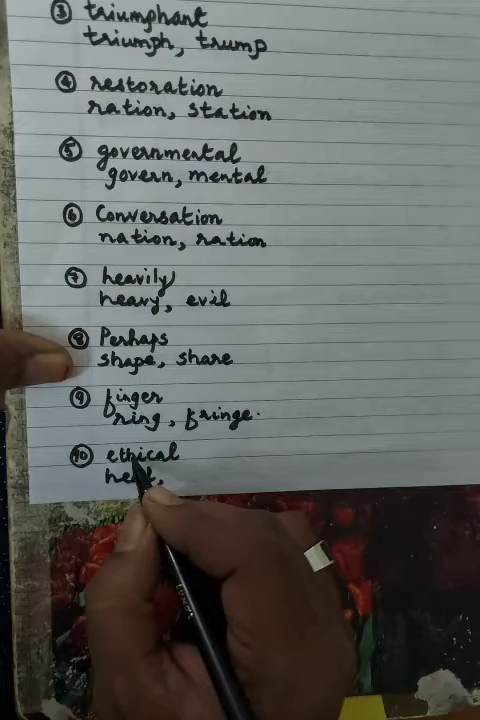 ③ triumphant
triumph, trump
④ restoration
ration, station
⑤ governmental
govern, mental
⑥ Conversation
nation, ration
⑦ heavily
heavy, evil
⑧ Perhaps
shape, share
⑨ finger
ring, fringe.
⑩ ethical